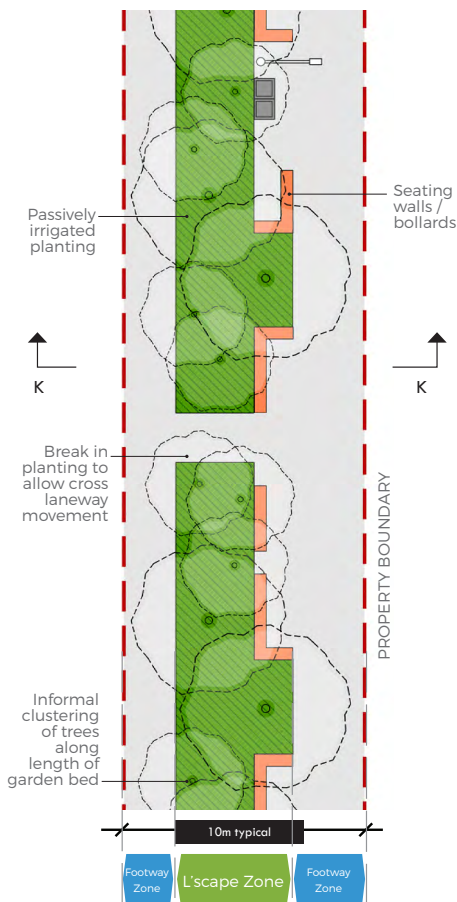 Passively
irrigated
planting
Seating
walls /
bollards
K
K
Break in
planting to
allow cross
laneway
movement
PROPERTY BOUNDARY
Informal
clustering
of trees
along
length of
garden bed
10m typical
Footway
Zone
L'scape Zone
Footway
Zone